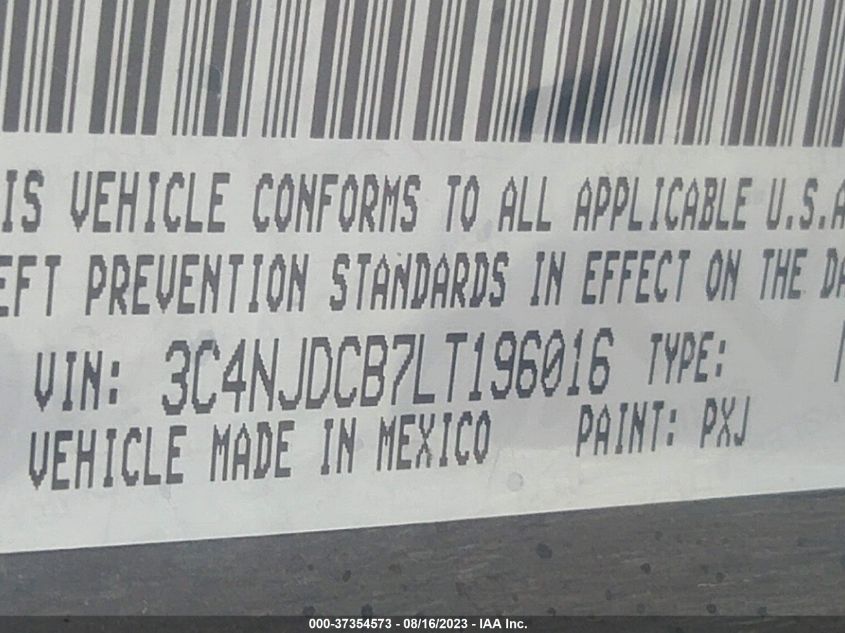 IS VEHICLE CONFORMS TO ALL APPLICABLE U.S.A
EFT PREVENTION STANDARDS IN EFFECT ON THE DA
VIN: 3C4NJDCB7LT196016 TYPE:
VEHICLE MADE IN MEXICO PAINT: PXJ
000-37354573 - 08/16/2023 - IAA Inc.